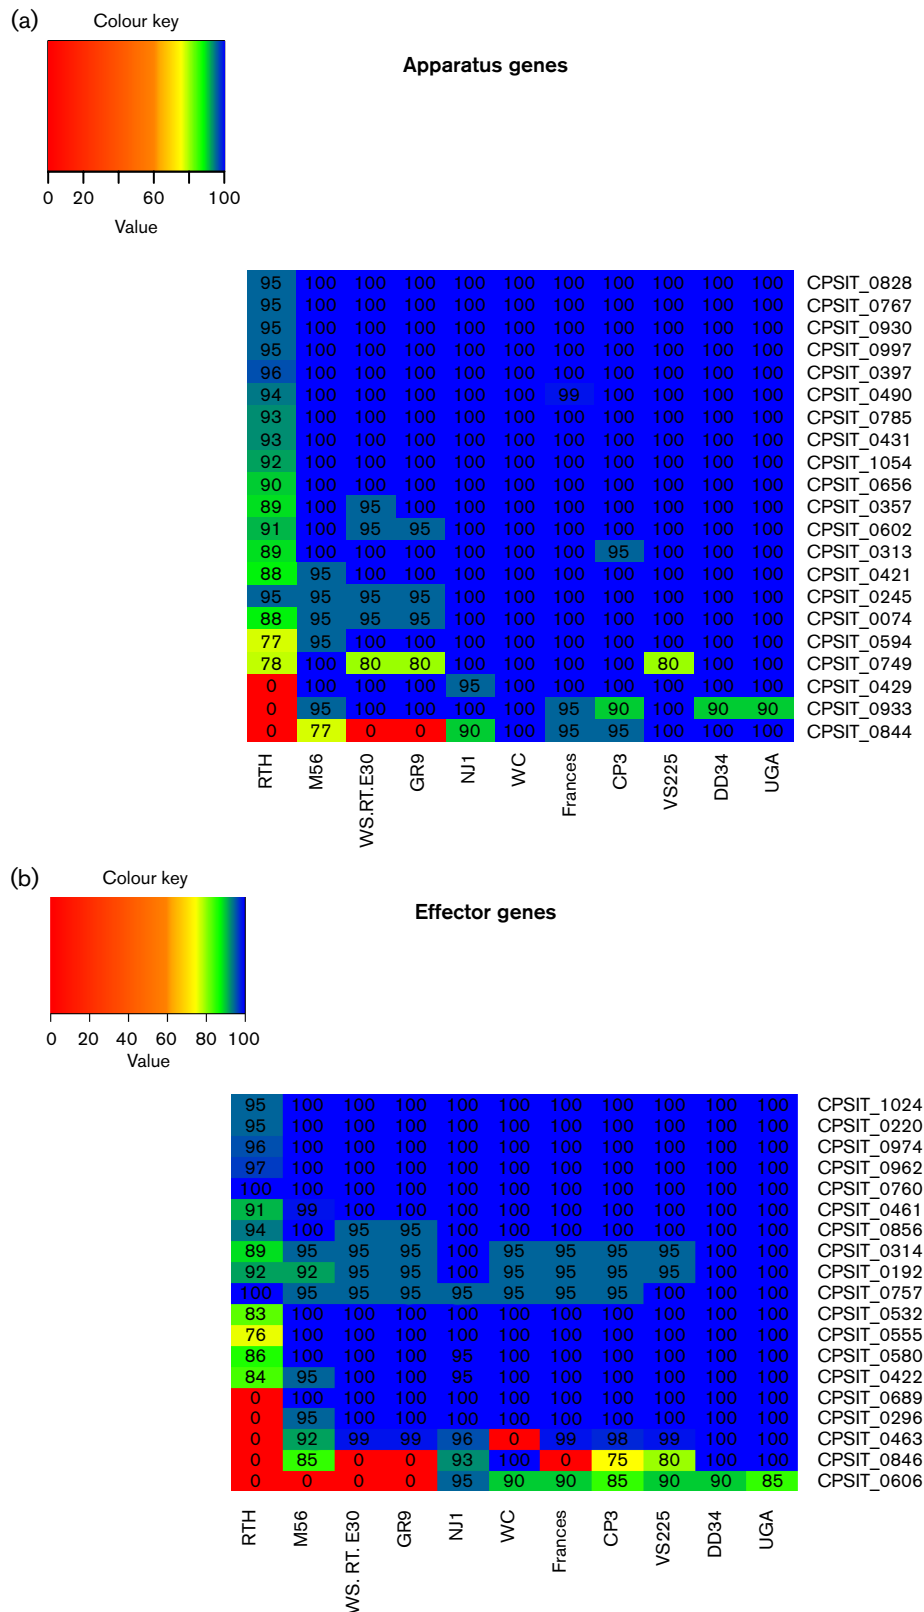 (a)
Colour key
Apparatus genes
0 20 60 100
Value
95 100 100 100 100 100 100 100 100 100 100 CPSIT_0828
95 100 100 100 100 100 100 100 100 100 100 CPSIT_0767
95 100 100 100 100 100 100 100 100 100 100 CPSIT_0930
95 100 100 100 100 100 100 100 100 100 100 CPSIT_0997
96 100 100 100 100 100 100 100 100 100 100 CPSIT_0397
94 100 100 100 100 100 99 100 100 100 100 CPSIT_0490
93 100 100 100 100 100 100 100 100 100 100 CPSIT_0785
93 100 100 100 100 100 100 100 100 100 100 CPSIT_0431
92 100 100 100 100 100 100 100 100 100 100 CPSIT_1054
90 100 100 100 100 100 100 100 100 100 100 CPSIT_0656
89 100 95 100 100 100 100 100 100 100 100 CPSIT_0357
91 100 95 95 100 100 100 100 100 100 100 CPSIT_0602
89 100 100 100 100 100 100 95 100 100 100 CPSIT_0313
88 95 100 100 100 100 100 100 100 100 100 CPSIT_0421
95 95 95 95 100 100 100 100 100 100 100 CPSIT_0245
88 95 95 95 100 100 100 100 100 100 100 CPSIT_0074
77 95 100 100 100 100 100 100 100 100 100 CPSIT_0594
78 100 80 80 100 100 100 100 80 100 100 CPSIT_0749
0 100 100 100 95 100 100 100 100 100 100 CPSIT_0429
0 95 100 100 100 100 95 90 100 90 90 CPSIT_0933
0 77 0 0 90 100 95 95 100 100 100 CPSIT_0844
RTH M56 WS.RT.E30 GR9 NJ1 WC Frances CP3 VS225 DD34 UGA
(b)
Colour key
Effector genes
0 20 40 60 80 100
Value
95 100 100 100 100 100 100 100 100 100 100 CPSIT_1024
95 100 100 100 100 100 100 100 100 100 100 CPSIT_0220
96 100 100 100 100 100 100 100 100 100 100 CPSIT_0974
97 100 100 100 100 100 100 100 100 100 100 CPSIT_0962
100 100 100 100 100 100 100 100 100 100 100 CPSIT_0760
91 99 100 100 100 100 100 100 100 100 100 CPSIT_0461
94 100 95 95 100 100 100 100 100 100 100 CPSIT_0856
89 95 95 95 100 95 95 95 95 100 100 CPSIT_0314
92 92 95 95 100 95 95 95 95 100 100 CPSIT_0192
100 95 95 95 95 95 95 95 100 100 100 CPSIT_0757
83 100 100 100 100 100 100 100 100 100 100 CPSIT_0532
76 100 100 100 100 100 100 100 100 100 100 CPSIT_0555
86 100 100 100 95 100 100 100 100 100 100 CPSIT_0580
84 95 100 100 95 100 100 100 100 100 100 CPSIT_0422
0 100 100 100 100 100 100 100 100 100 100 CPSIT_0689
0 95 100 100 100 100 100 100 100 100 100 CPSIT_0296
0 92 99 99 96 0 99 98 99 100 100 CPSIT_0463
0 85 0 0 93 100 0 75 80 100 100 CPSIT_0846
0 0 0 0 95 90 90 85 90 90 85 CPSIT_0606
RTH M56 WS. RT. E30 GR9 NJ1 WC Frances CP3 VS225 DD34 UGA